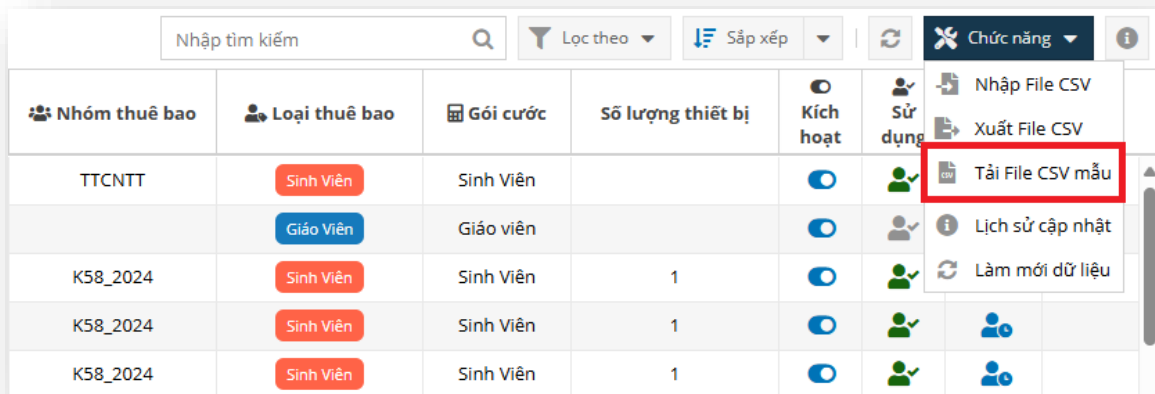 Nhập tìm kiếm Lọc theo Sắp xếp Chức năng
Nhóm thuê bao Loại thuê bao Gói cước Số lượng thiết bị Kích hoạt Sử dụng
Nhập File CSV
Xuất File CSV
Tải File CSV mẫu
Lịch sử cập nhật
Làm mới dữ liệu
TTCNTT Sinh Viên Sinh Viên
Giáo Viên Giáo viên
K58_2024 Sinh Viên Sinh Viên 1
K58_2024 Sinh Viên Sinh Viên 1
K58_2024 Sinh Viên Sinh Viên 1